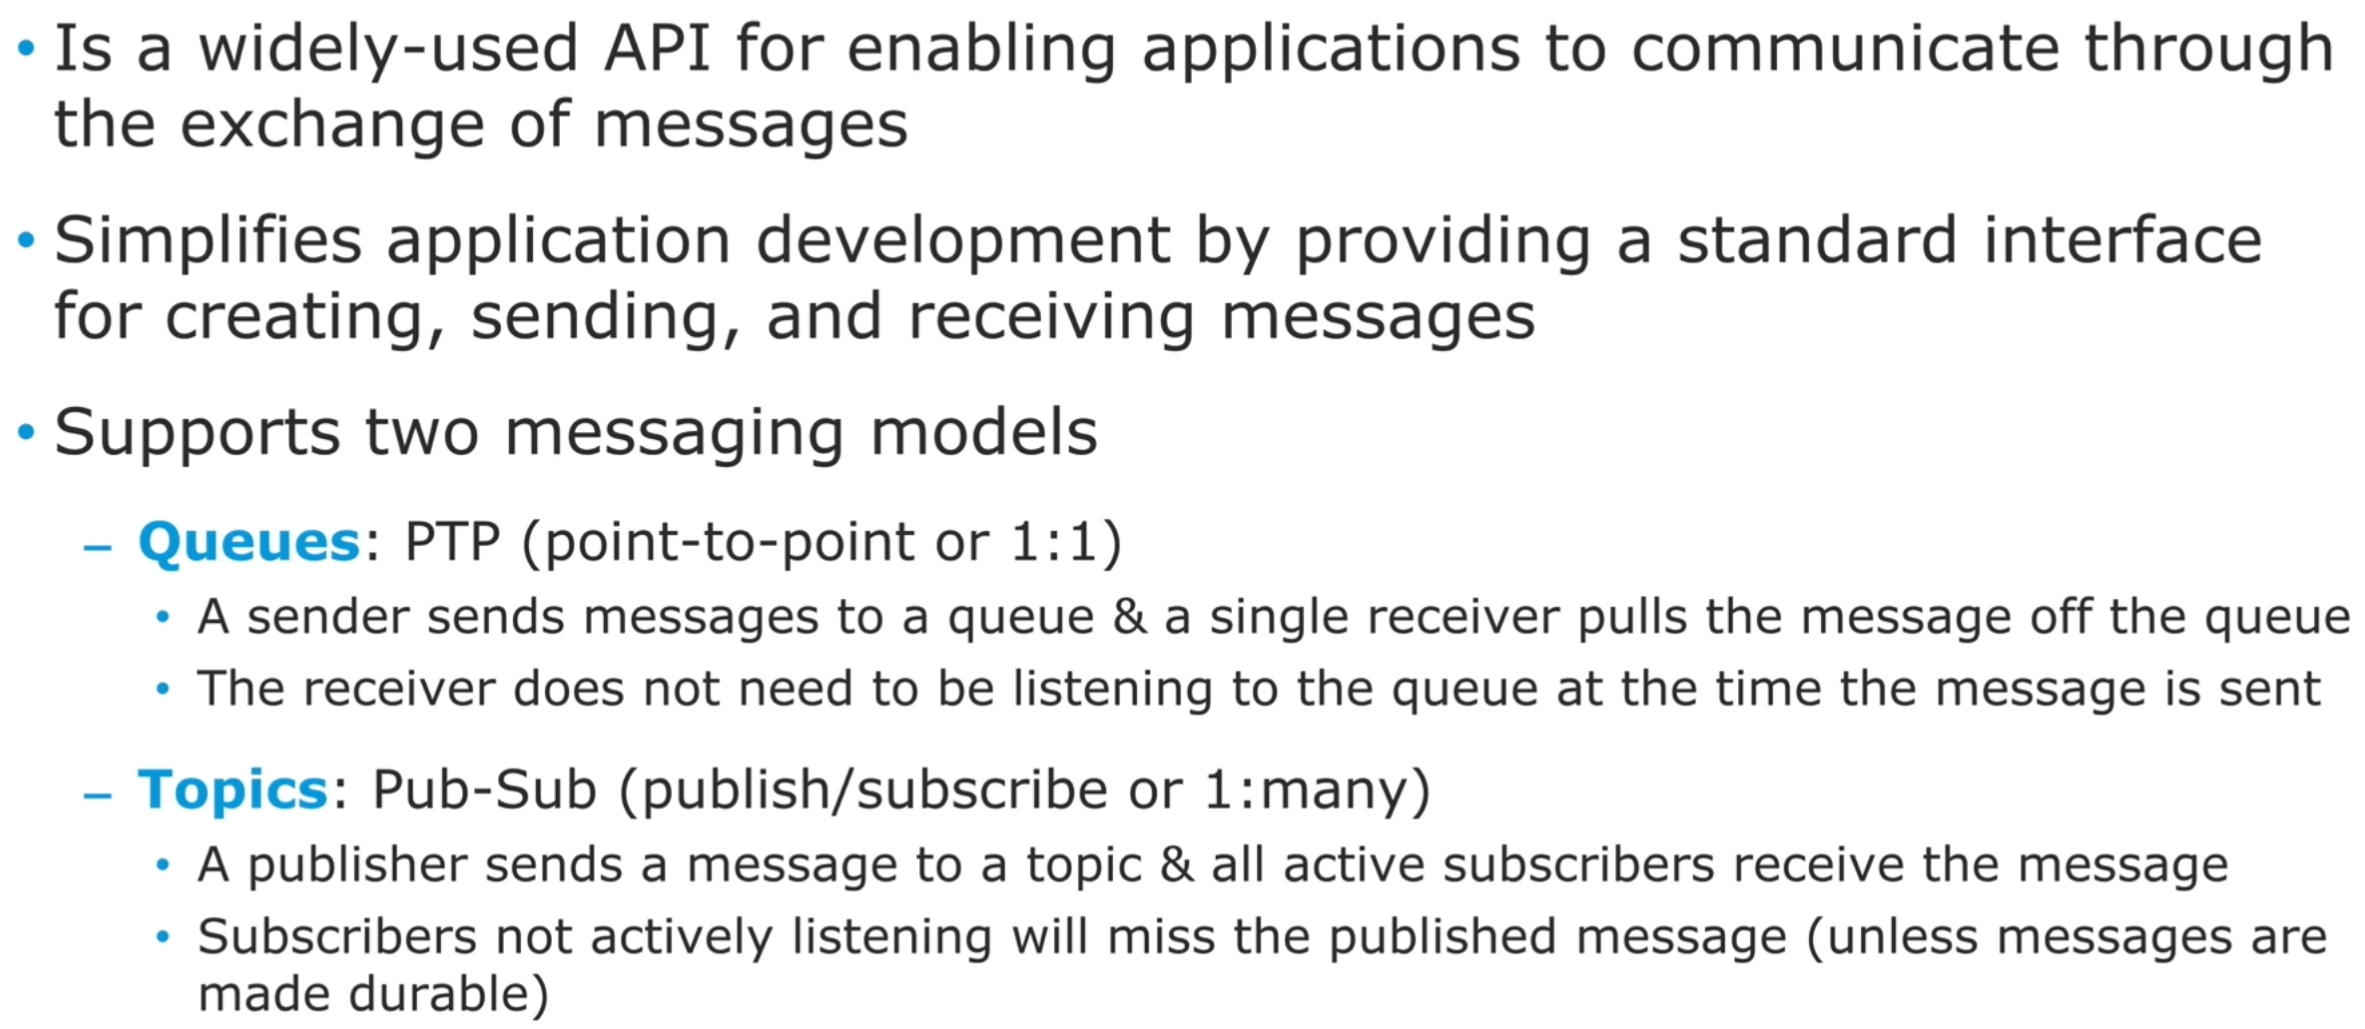 • Is a widely-used API for enabling applications to communicate through
the exchange of messages
• Simplifies application development by providing a standard interface
for creating, sending, and receiving messages
• Supports two messaging models
– Queues: PTP (point-to-point or 1:1)
• A sender sends messages to a queue & a single receiver pulls the message off the queue
• The receiver does not need to be listening to the queue at the time the message is sent
– Topics: Pub-Sub (publish/subscribe or 1:many)
• A publisher sends a message to a topic & all active subscribers receive the message
• Subscribers not actively listening will miss the published message (unless messages are
made durable)